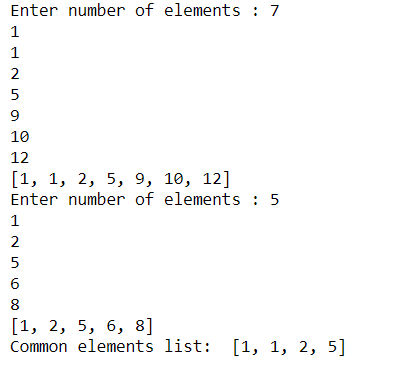 Enter number of elements : 7
1
1
2
5
9
10
12
[1, 1, 2, 5, 9, 10, 12]
Enter number of elements : 5
1
2
5
6
8
[1, 2, 5, 6, 8]
Common elements list:  [1, 1, 2, 5]